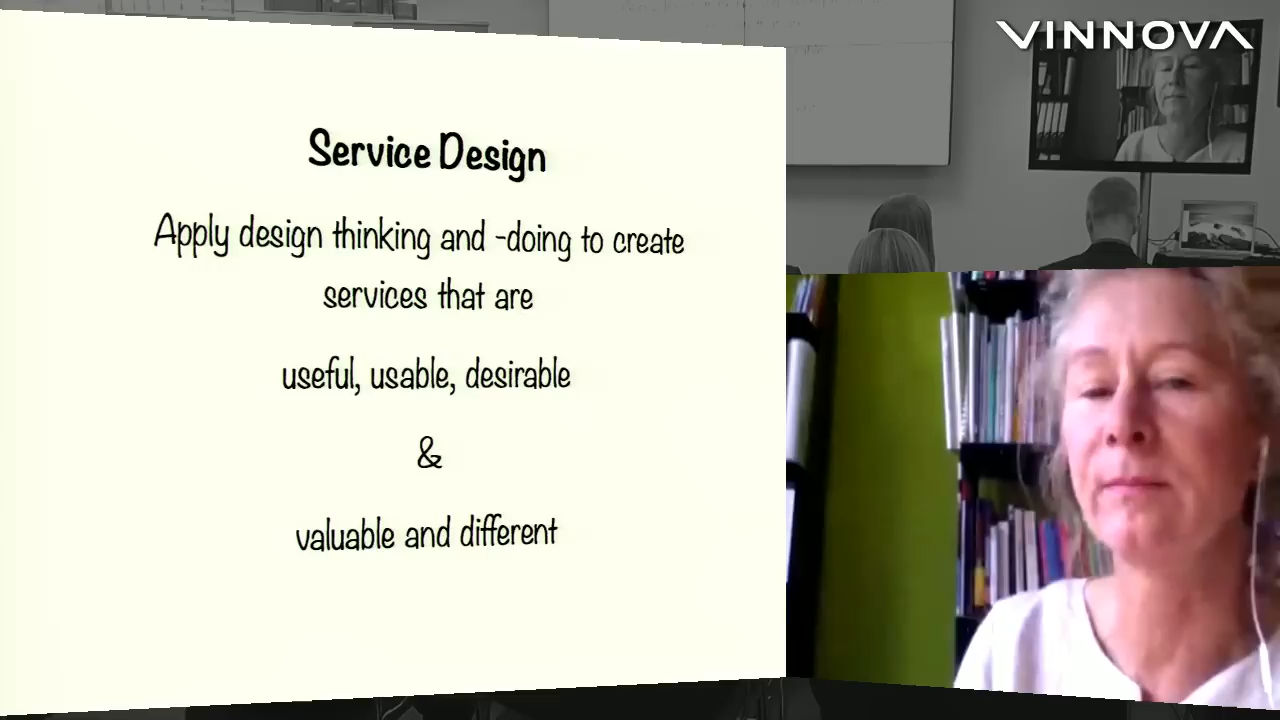 VINNOVA
Service Design
Apply design thinking and -doing to create
services that are
useful, usable, desirable
&
valuable and different